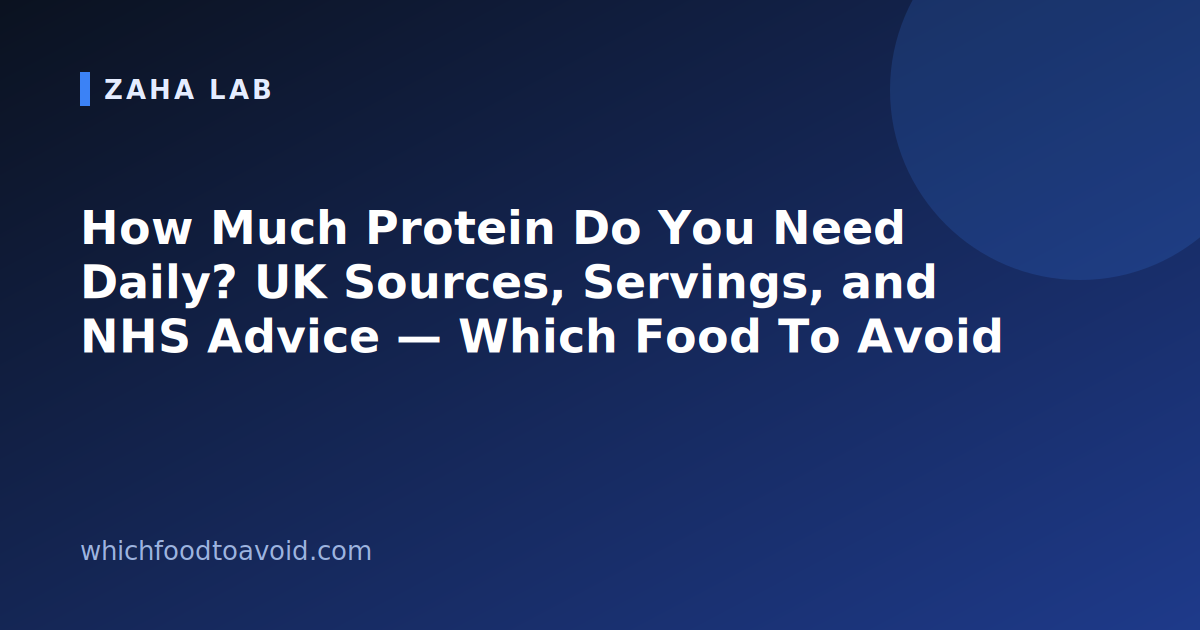 ZAHA LAB
How Much Protein Do You Need
Daily? UK Sources, Servings, and
NHS Advice — Which Food To Avoid
whichfoodtoavoid.com